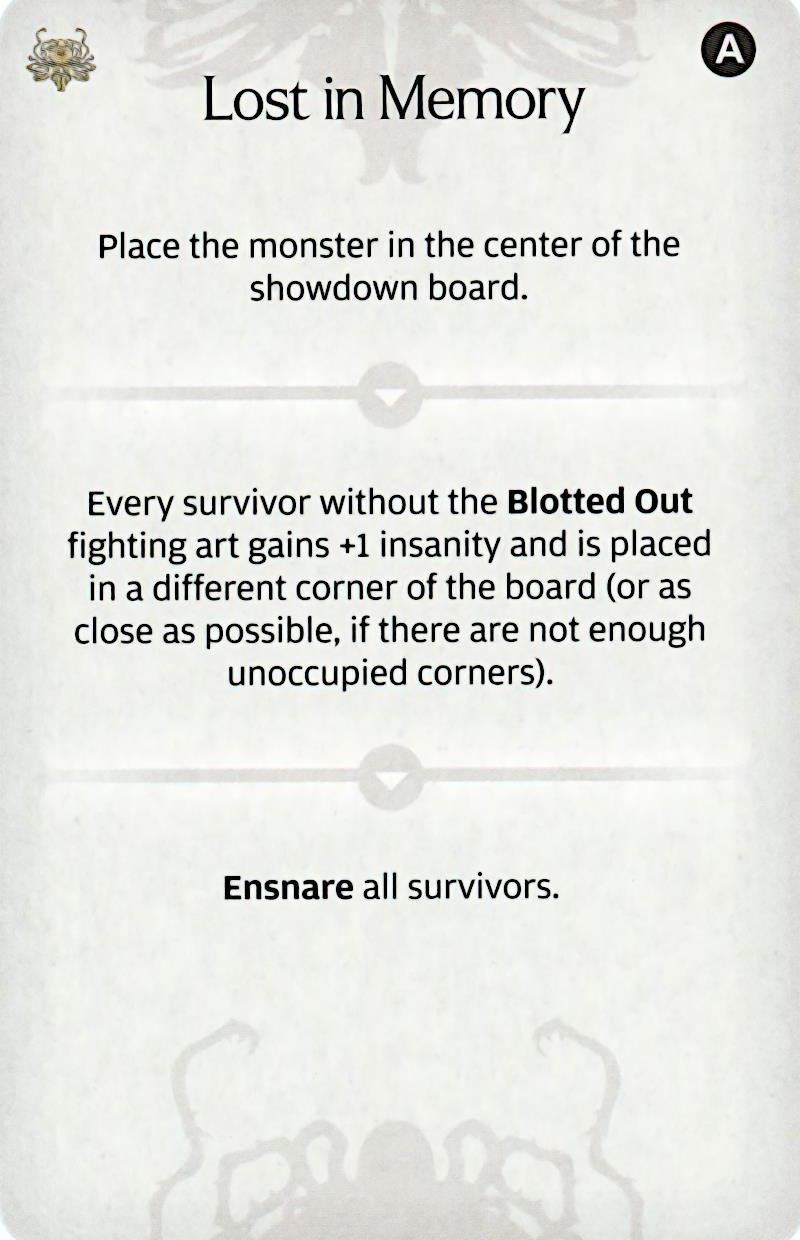 A
Lost in Memory
Place the monster in the center of the
showdown board.
Every survivor without the Blotted Out
fighting art gains +1 insanity and is placed
in a different corner of the board (or as
close as possible, if there are not enough
unoccupied corners).
Ensnare all survivors.